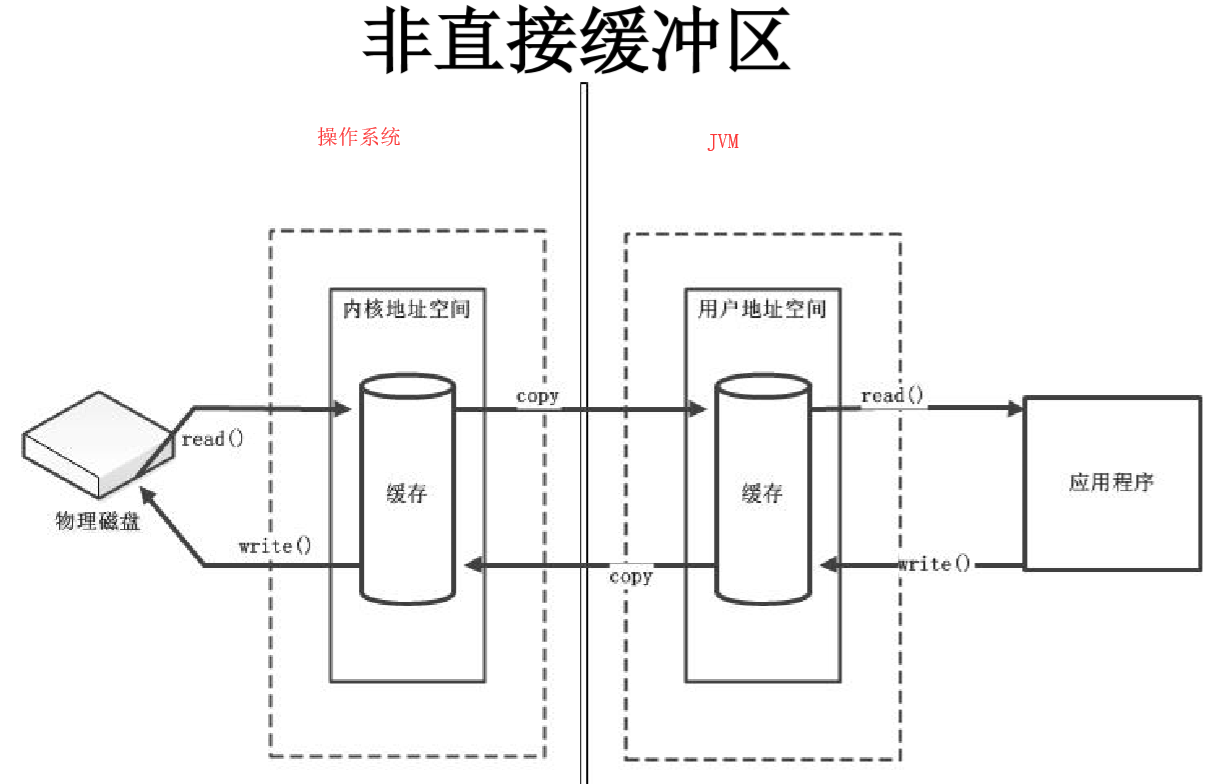 非直接缓冲区
操作系统
JVM
内核地址空间
用户地址空间
copy
read()
read()
缓存
缓存
应用程序
物理磁盘
write()
copy
write()